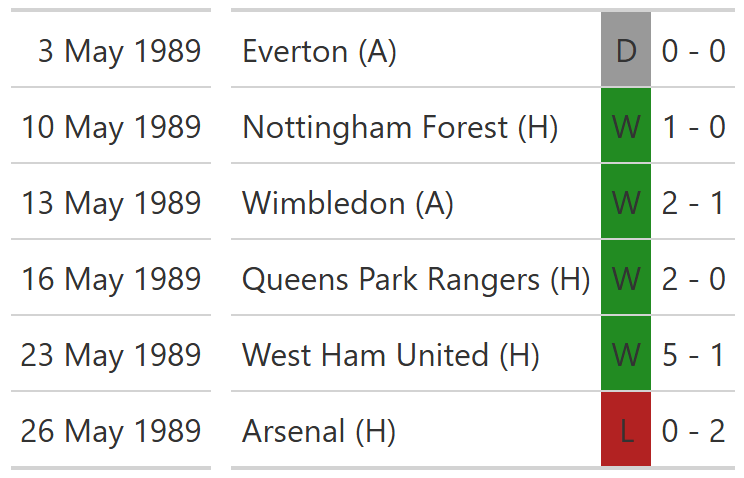 3 May 1989 Everton (A) D 0 - 0
10 May 1989 Nottingham Forest (H) W 1 - 0
13 May 1989 Wimbledon (A) W 2 - 1
16 May 1989 Queens Park Rangers (H) W 2 - 0
23 May 1989 West Ham United (H) W 5 - 1
26 May 1989 Arsenal (H) L 0 - 2